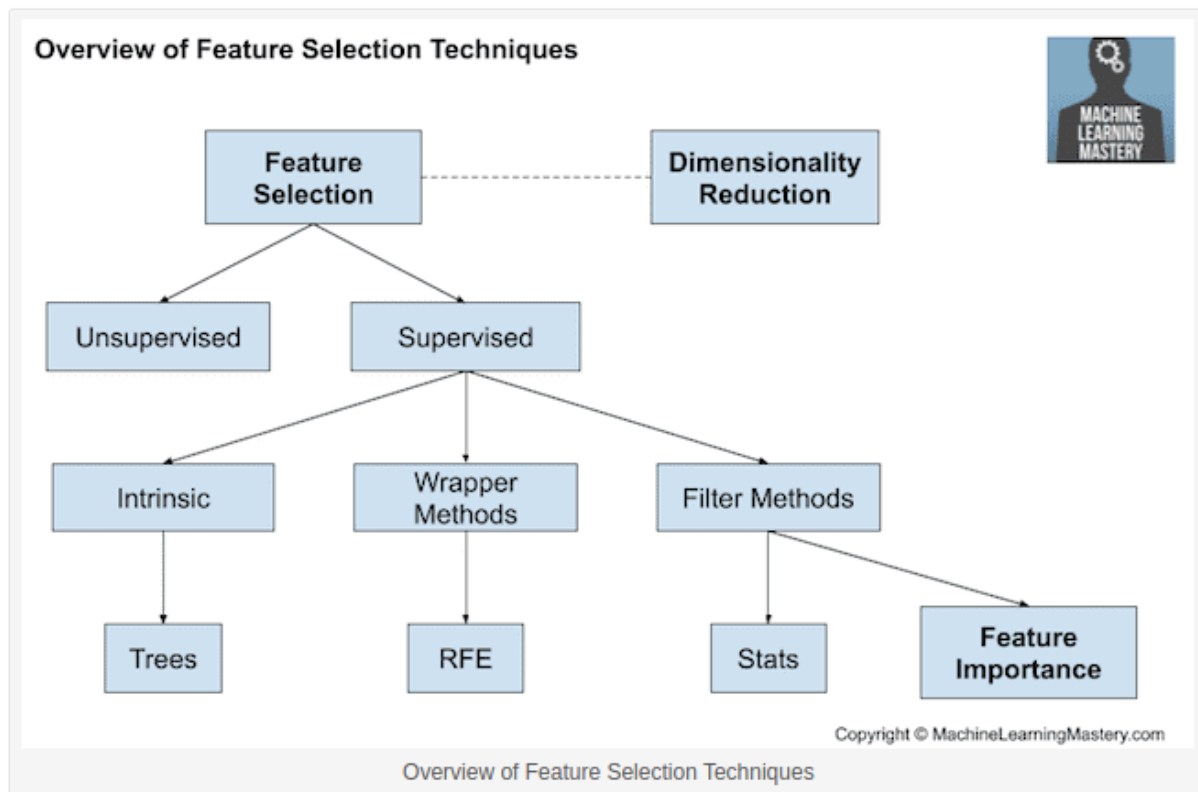 Overview of Feature Selection Techniques
MACHINE
LEARNING
MASTERY
Feature
Selection
Dimensionality
Reduction
Unsupervised
Supervised
Intrinsic
Wrapper
Methods
Filter Methods
Trees
RFE
Stats
Feature
Importance
Copyright © MachineLearningMastery.com
Overview of Feature Selection Techniques